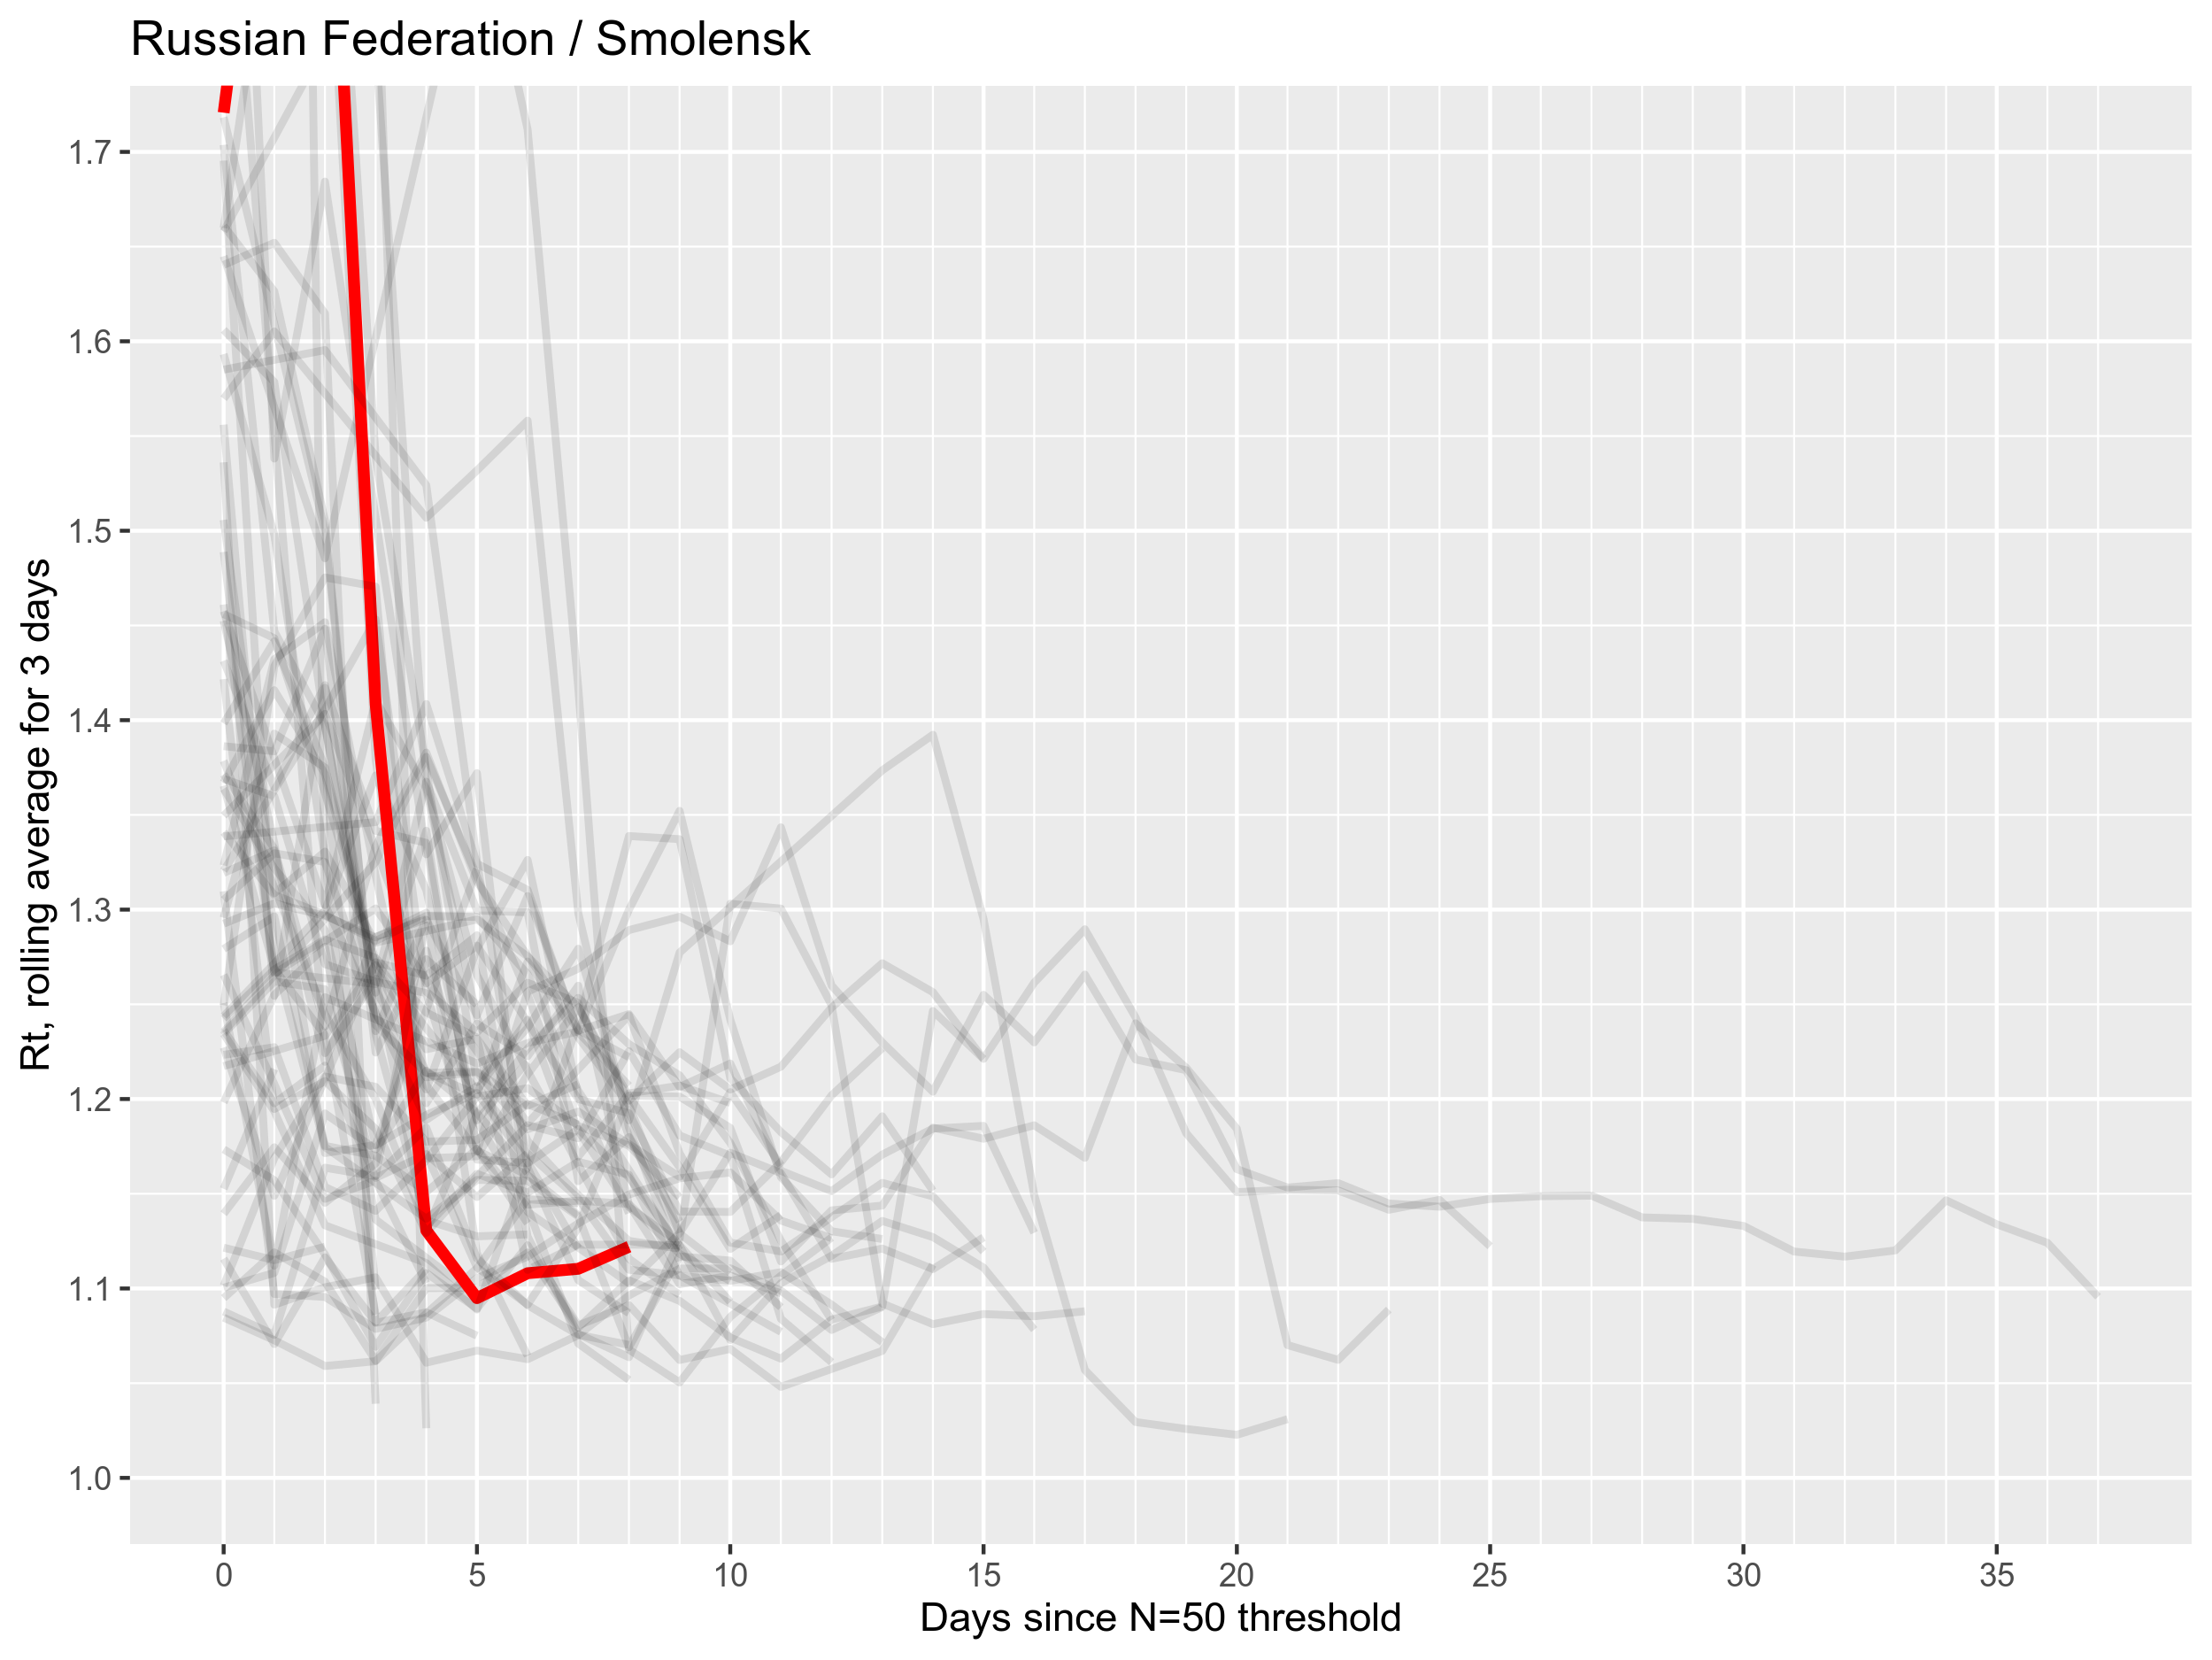 Russian Federation / Smolensk
Rt, rolling average for 3 days
1.7
1.6
1.5
1.4
1.3
1.2
1.1
1.0
0 5 10 15 20 25 30 35
Days since N=50 threshold